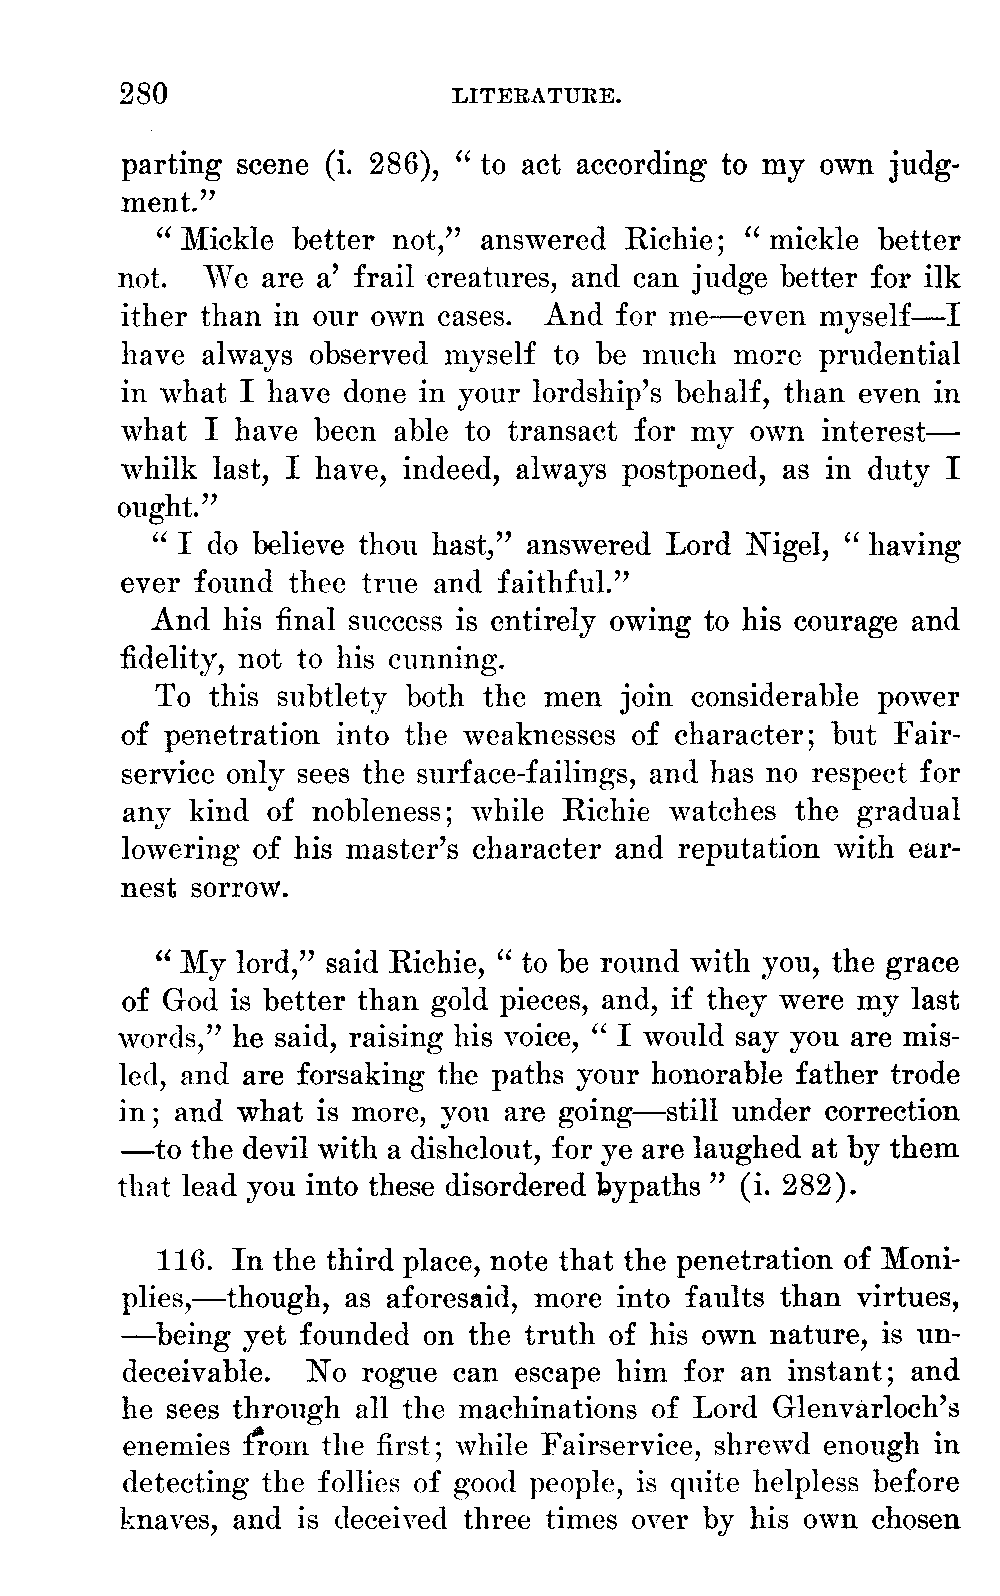 280 LITERATURE.
parting scene (i. 286), “ to act according to my own judg-
ment.”
“ Mickle better not,” answered Richie; “ mickle better
not. We are a’ frail creatures, and can judge better for ilk
ither than in our own cases. And for me—even myself—I
have always observed myself to be much more prudential
in what I have done in your lordship’s behalf, than even in
what I have been able to transact for my own interest—
whilk last, I have, indeed, always postponed, as in duty I
ought.”
“ I do believe thou hast,” answered Lord Nigel, “ having
ever found thee true and faithful.”
And his final success is entirely owing to his courage and
fidelity, not to his cunning.
To this subtlety both the men join considerable power
of penetration into the weaknesses of character; but Fair-
service only sees the surface-failings, and has no respect for
any kind of nobleness; while Richie watches the gradual
lowering of his master’s character and reputation with ear-
nest sorrow.
“ My lord,” said Richie, “ to be round with you, the grace
of God is better than gold pieces, and, if they were my last
words,” he said, raising his voice, “ I would say you are mis-
led, and are forsaking the paths your honorable father trode
in; and what is more, you are going—still under correction
—to the devil with a dishclout, for ye are laughed at by them
that lead you into these disordered bypaths ” (i. 282).
116. In the third place, note that the penetration of Moni-
plies,—though, as aforesaid, more into faults than virtues,
—being yet founded on the truth of his own nature, is un-
deceivable. No rogue can escape him for an instant; and
he sees through all the machinations of Lord Glenvarloch’s
enemies from the first; while Fairservice, shrewd enough in
detecting the follies of good people, is quite helpless before
knaves, and is deceived three times over by his own chosen